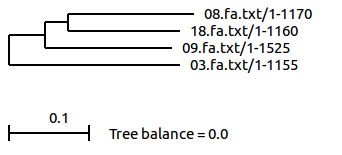 08.fa.txt/1-1170
18.fa.txt/1-1160
09.fa.txt/1-1525
03.fa.txt/1-1155
0.1
Tree balance = 0.0